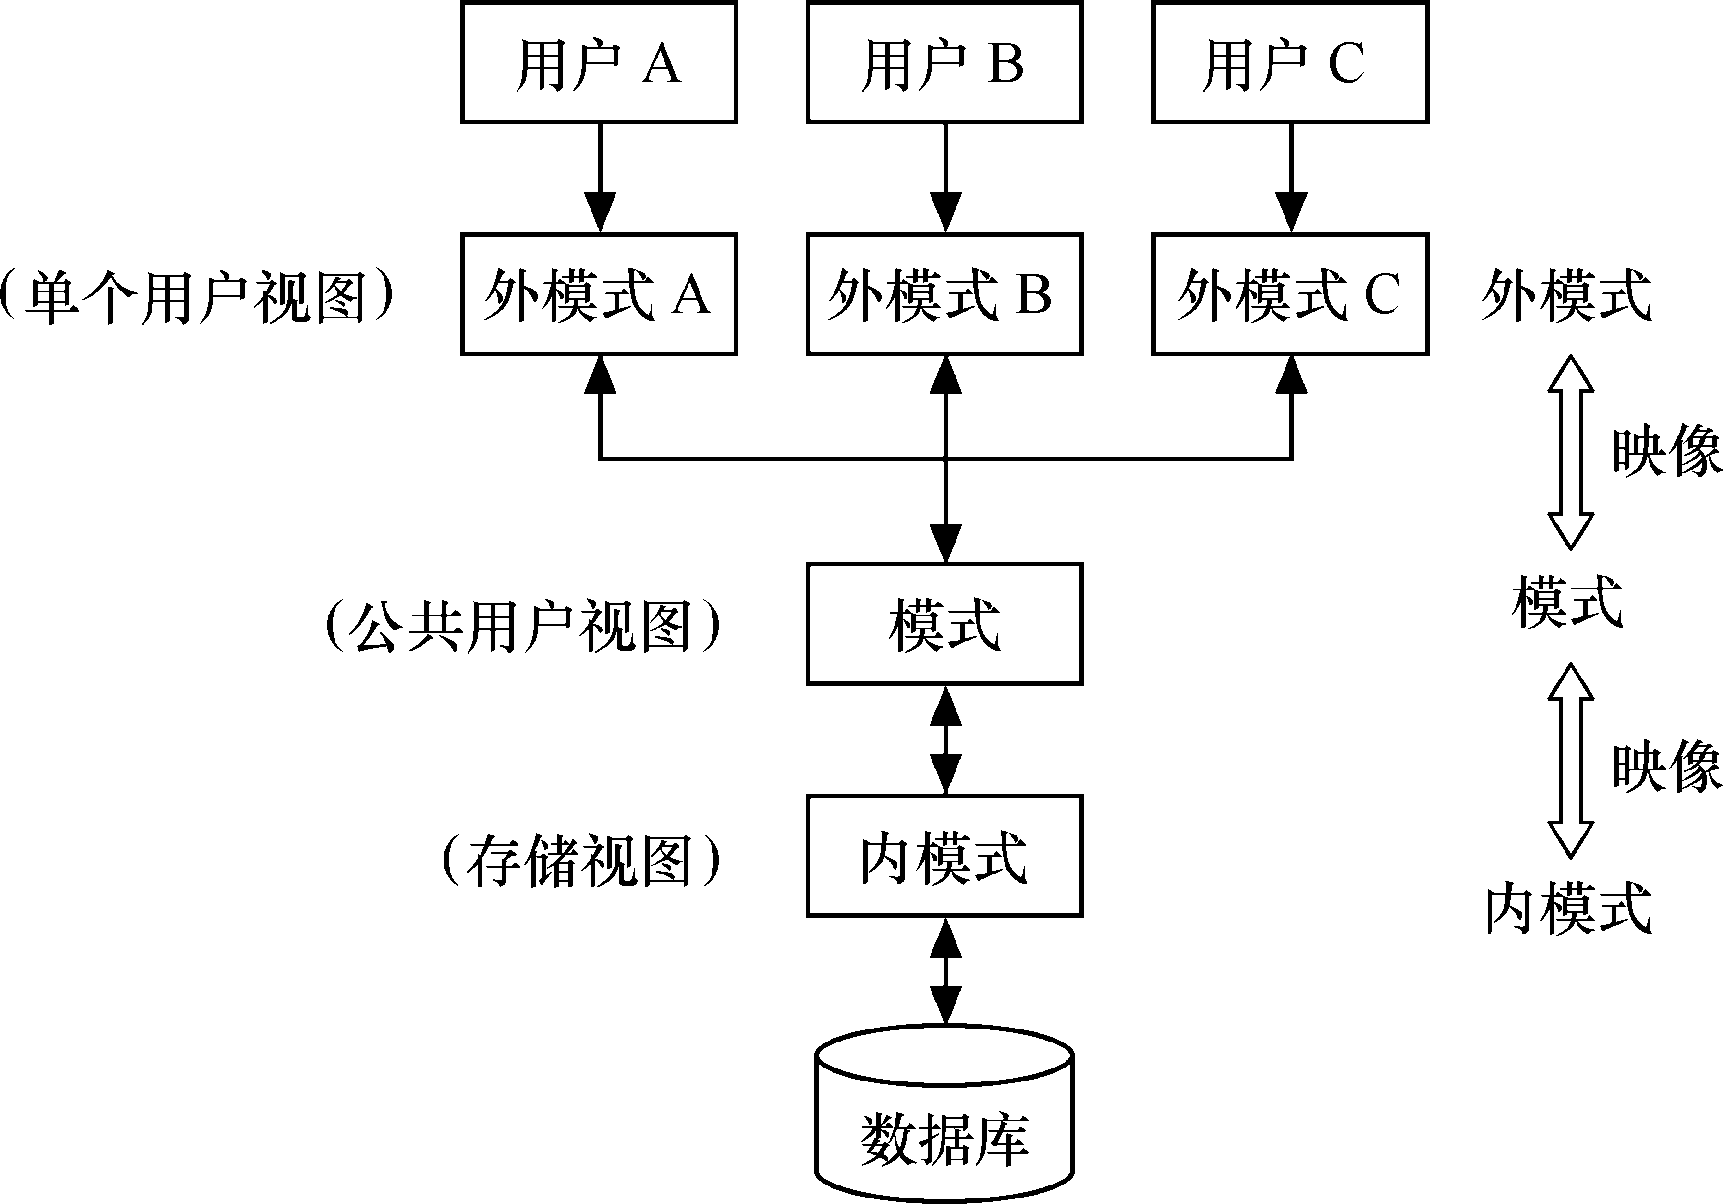 用户 A
用户 B
用户 C
(单个用户视图)
外模式 A
外模式 B
外模式 C
外模式
映像
(公共用户视图)
模式
模式
映像
(存储视图)
内模式
内模式
数据库